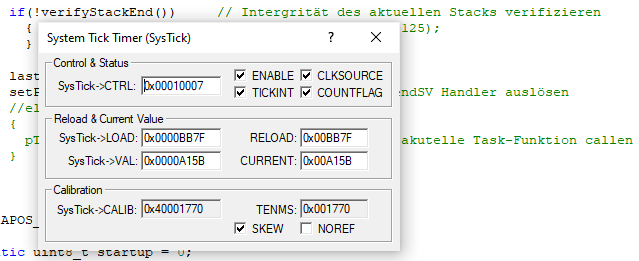 if(!verifyStackEnd()) // Intergrität des aktuellen Stacks verifizieren
{ 125);
}
System Tick Timer (SysTick) ? ×
Control & Status
SysTick->CTRL: 0x00010007 ENABLE CLKSOURCE
TICKINT COUNTFLAG
last
setP endSV Handler auslösen
//el
{
Reload & Current Value
SysTick->LOAD: 0x0000BB7F RELOAD: 0x00BB7F
pT akutelle Task-Funktion callen
SysTick->VAL: 0x0000A15B CURRENT: 0x00A15B
}
Calibration
SysTick->CALIB: 0x40001770 TENMS: 0x001770
SKEW NOREF
APOS_
tic uint8_t startup = 0;